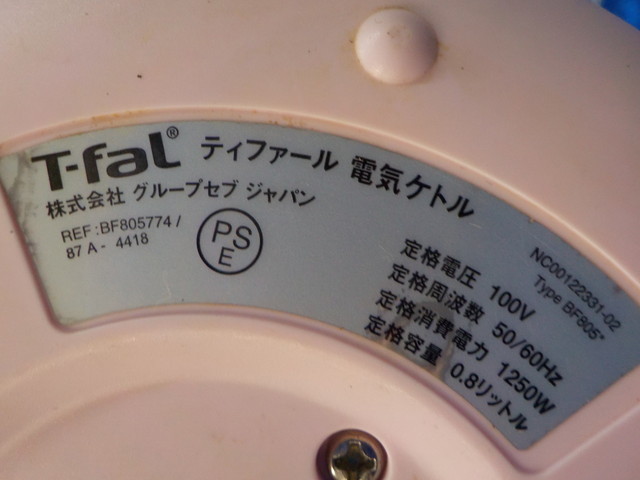 T-faL® ティファール 電気ケトル
株式会社 グループセブ ジャパン
REF : BF805774 /
87 A - 4418
PS
E
NC00122331-02
Type BF805*
定格電圧 100V
定格周波数 50/60Hz
定格消費電力 1250W
定格容量 0.8リットル